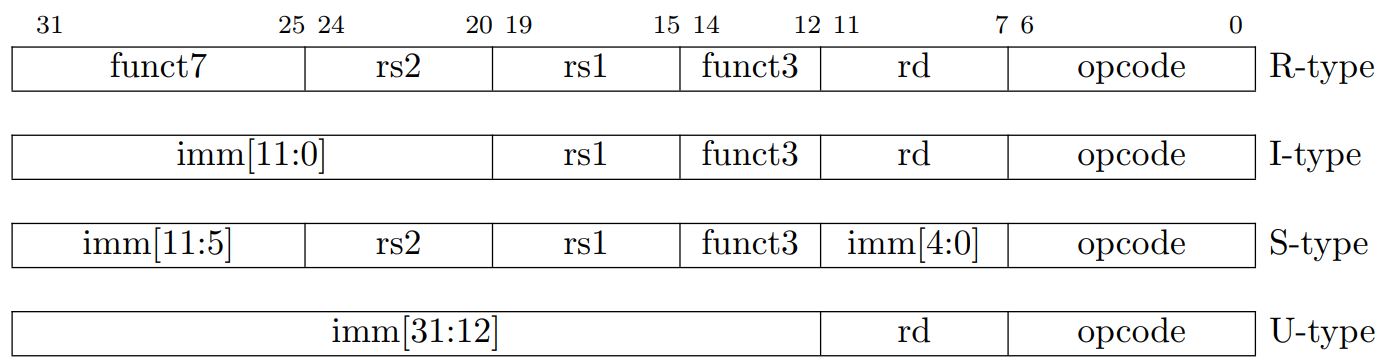 31 25 24 20 19 15 14 12 11 7 6 0
funct7 rs2 rs1 funct3 rd opcode R-type
imm[11:0] rs1 funct3 rd opcode I-type
imm[11:5] rs2 rs1 funct3 imm[4:0] opcode S-type
imm[31:12] rd opcode U-type